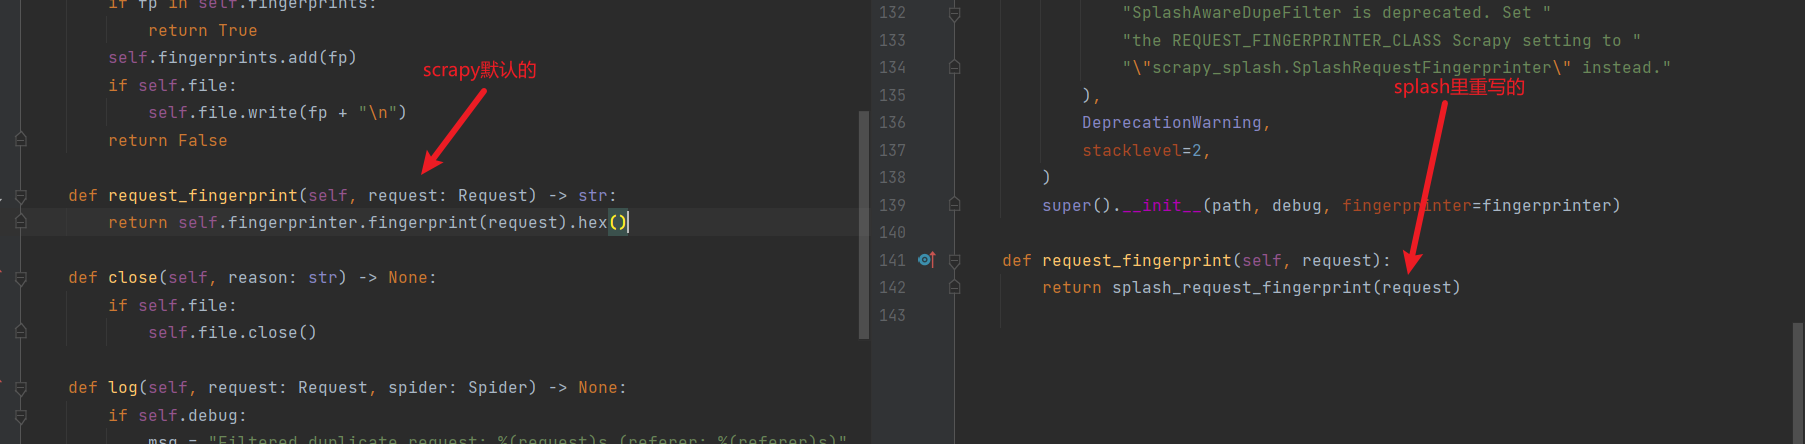 if fp in self.fingerprints:
return True
self.fingerprints.add(fp)
scrapy默认的
if self.file:
self.file.write(fp + "\n")
return False
def request_fingerprint(self, request: Request) -> str:
return self.fingerprinter.fingerprint(request).hex()
def close(self, reason: str) -> None:
if self.file:
self.file.close()
def log(self, request: Request, spider: Spider) -> None:
if self.debug:
msg = "Filtered duplicate request: %(request)s (referer: %(referer)s)"
132 "SplashAwareDupeFilter is deprecated. Set "
133 "the REQUEST_FINGERPRINTER_CLASS Scrapy setting to "
134 "\"scrapy_splash.SplashRequestFingerprinter\" instead."
splash里重写的
135 ),
136 DeprecationWarning,
137 stacklevel=2,
138 )
139 super().__init__(path, debug, fingerprinter=fingerprinter)
140
141 def request_fingerprint(self, request):
142 return splash_request_fingerprint(request)
143